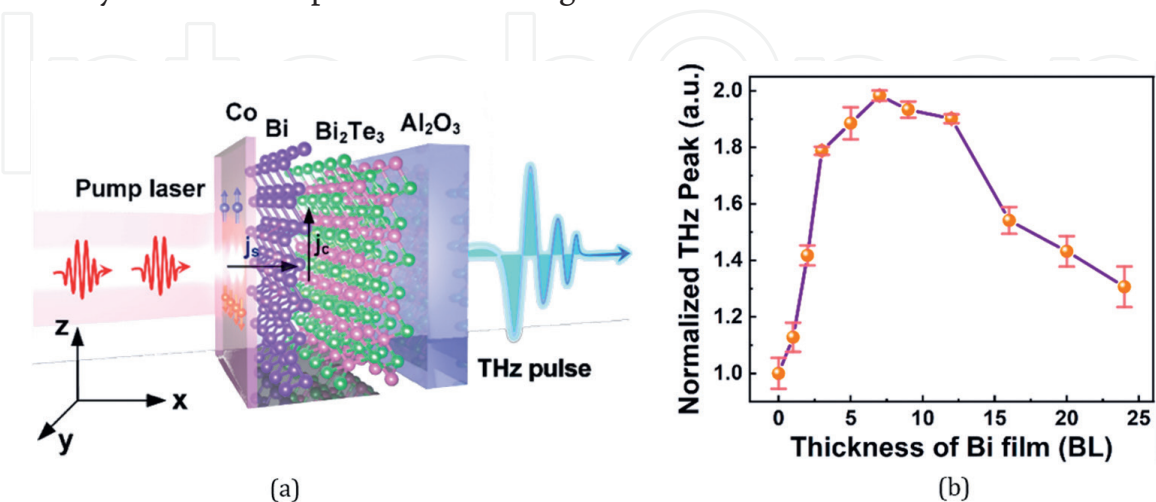 Co
Bi
Bi₂Te₃
Al₂O₃
Pump laser
jₛ
j꜀
z
x
y
THz pulse
(a)
Normalized THz Peak (a.u.)
2.0
1.8
1.6
1.4
1.2
1.0
0
5
10
15
20
25
Thickness of Bi film (BL)
(b)